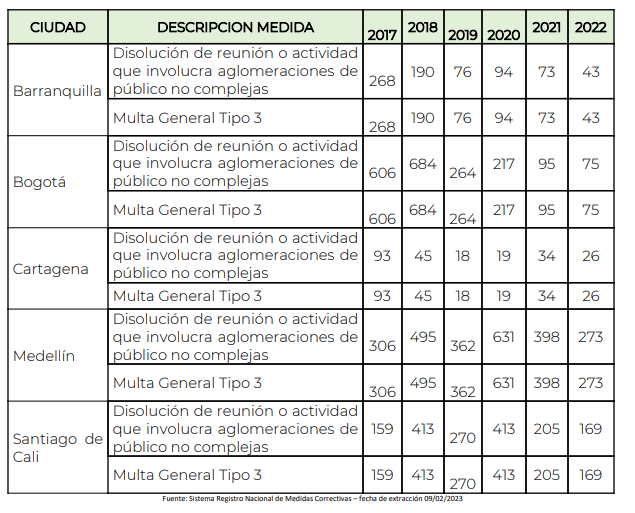 CIUDAD DESCRIPCION MEDIDA 2017 2018 2019 2020 2021 2022
Barranquilla
Disolución de reunión o actividad
que involucra aglomeraciones de
público no complejas
268 190 76 94 73 43
Multa General Tipo 3 268 190 76 94 73 43
Bogotá
Disolución de reunión o actividad
que involucra aglomeraciones de
público no complejas
606 684 264 217 95 75
Multa General Tipo 3 606 684 264 217 95 75
Cartagena
Disolución de reunión o actividad
que involucra aglomeraciones de
público no complejas
93 45 18 19 34 26
Multa General Tipo 3 93 45 18 19 34 26
Medellín
Disolución de reunión o actividad
que involucra aglomeraciones de
público no complejas
306 495 362 631 398 273
Multa General Tipo 3 306 495 362 631 398 273
Santiago de
Cali
Disolución de reunión o actividad
que involucra aglomeraciones de
público no complejas
159 413 270 413 205 169
Multa General Tipo 3 159 413 270 413 205 169
Fuente: Sistema Registro Nacional de Medidas Correctivas – fecha de extracción 09/02/2023